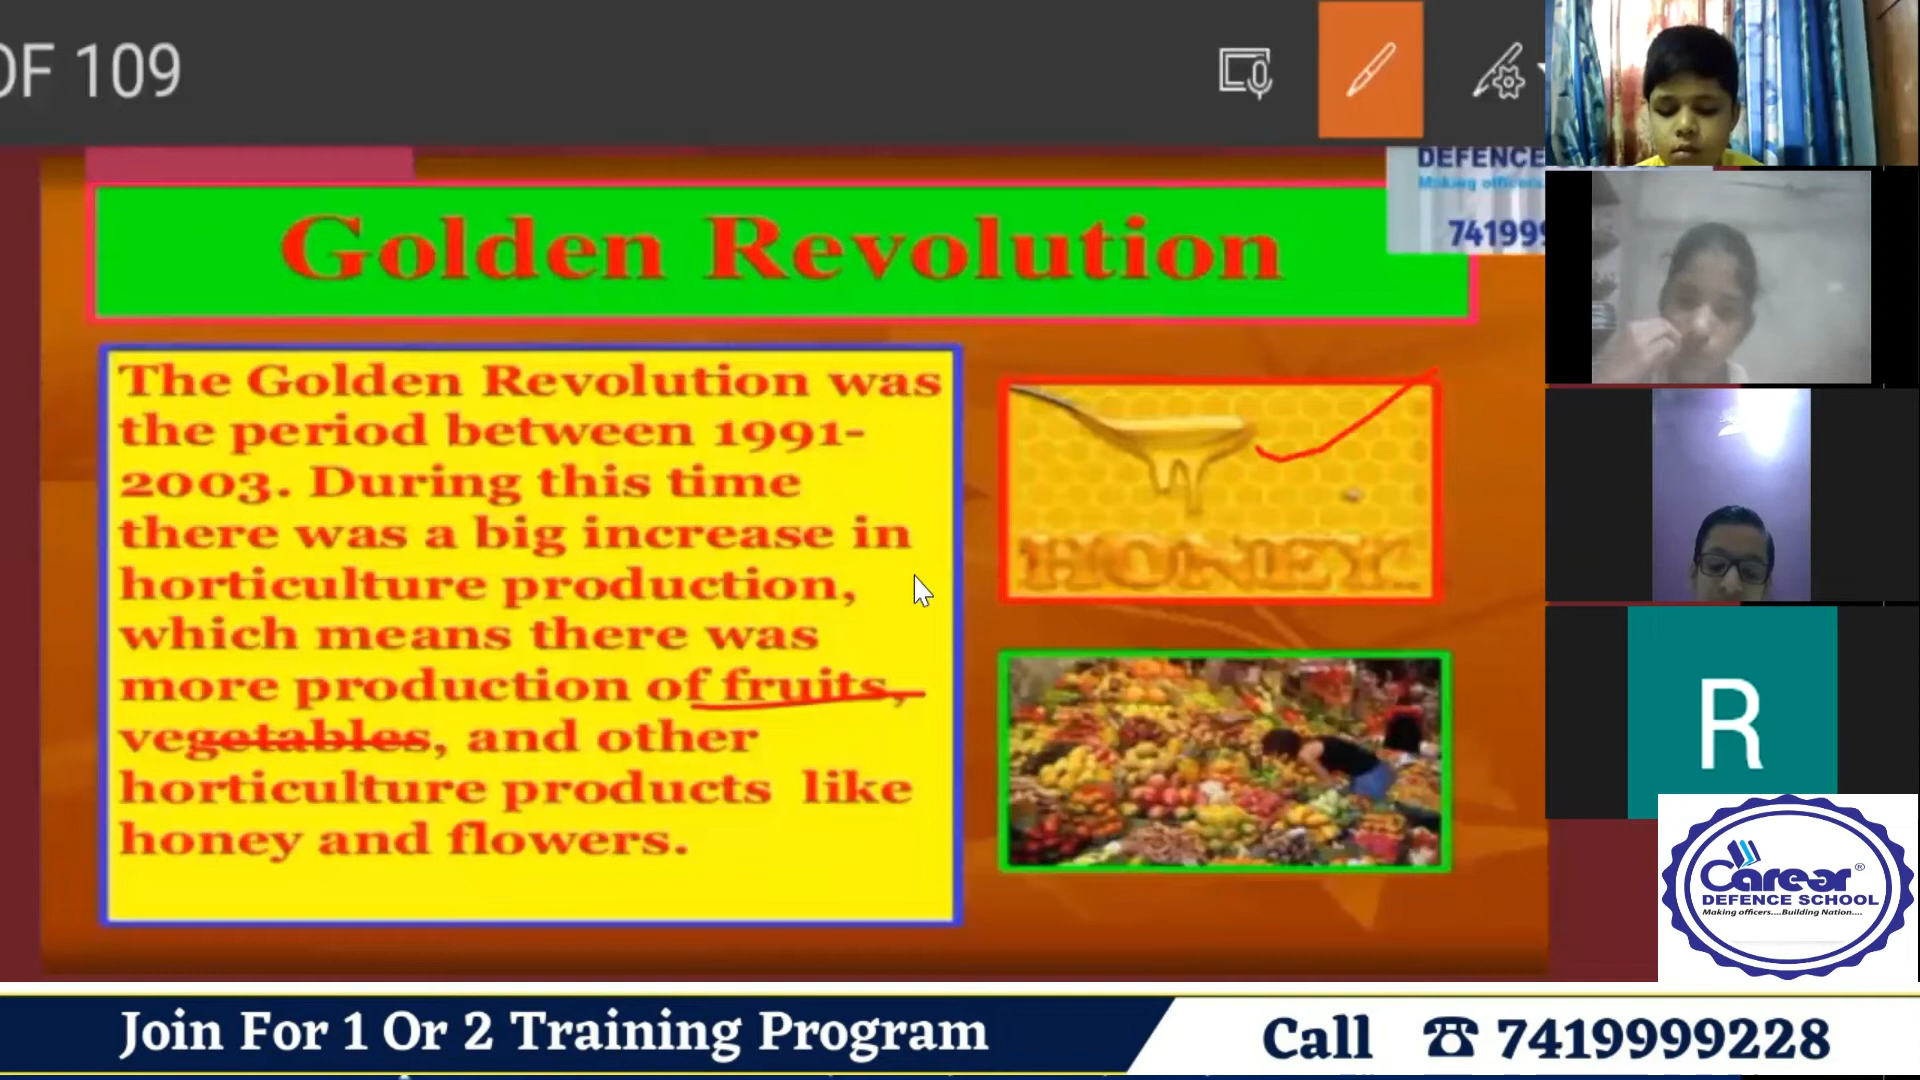 OF 109
DEFENCE
Making officers.
74199
Golden Revolution
The Golden Revolution was
the period between 1991-
2003. During this time
there was a big increase in
horticulture production,
which means there was
more production of fruits,
vegetables, and other
horticulture products like
honey and flowers.
HONEY
R
Carear®
DEFENCE SCHOOL
Making officers....Building Nation....
Join For 1 Or 2 Training Program
Call ☎ 7419999228